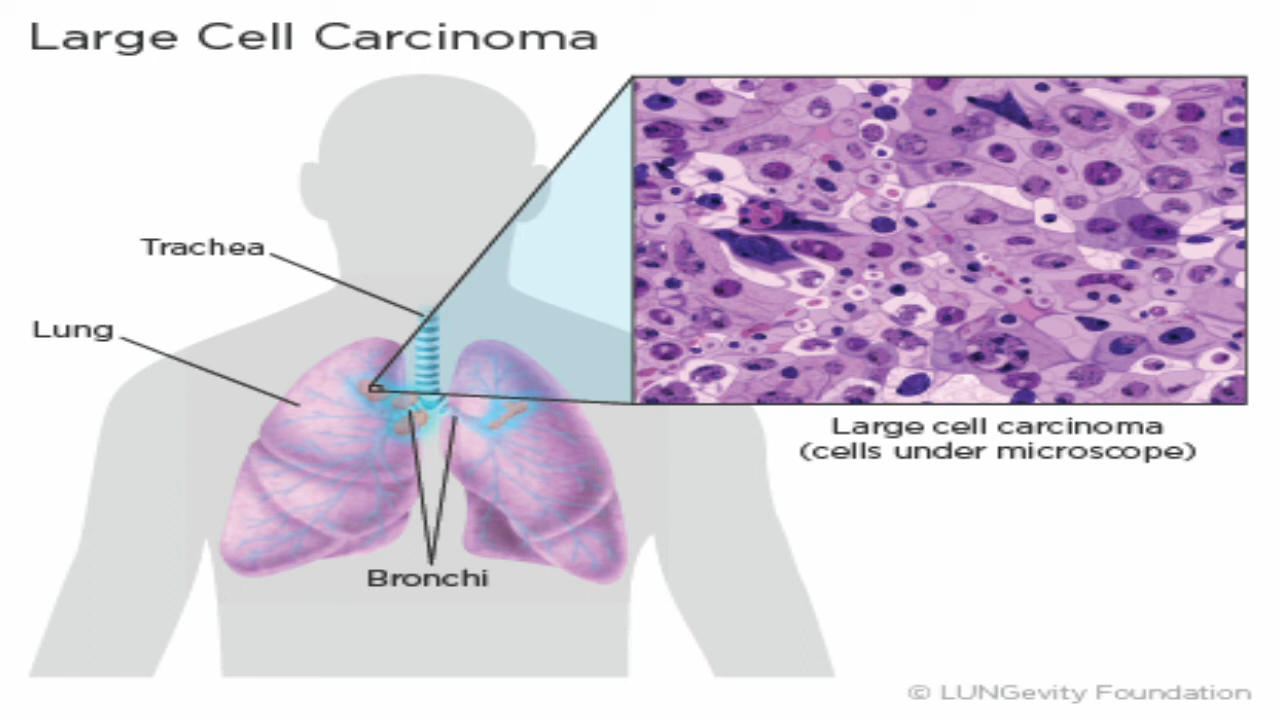 Large Cell Carcinoma
Trachea
Lung
Bronchi
Large cell carcinoma
(cells under microscope)
© LUNGevity Foundation